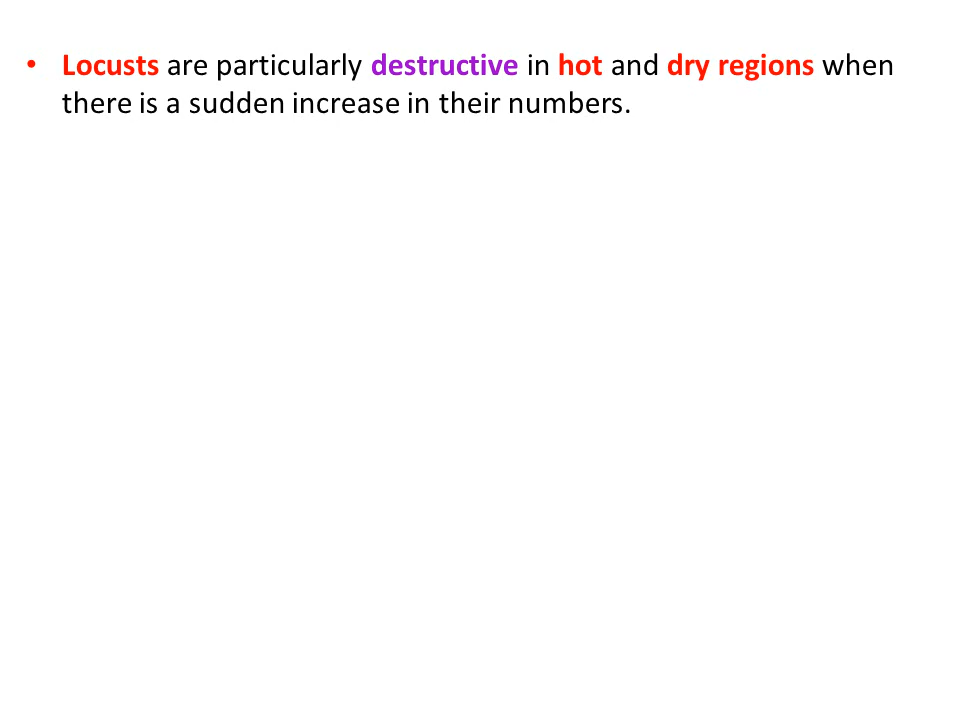 • Locusts are particularly destructive in hot and dry regions when
there is a sudden increase in their numbers.